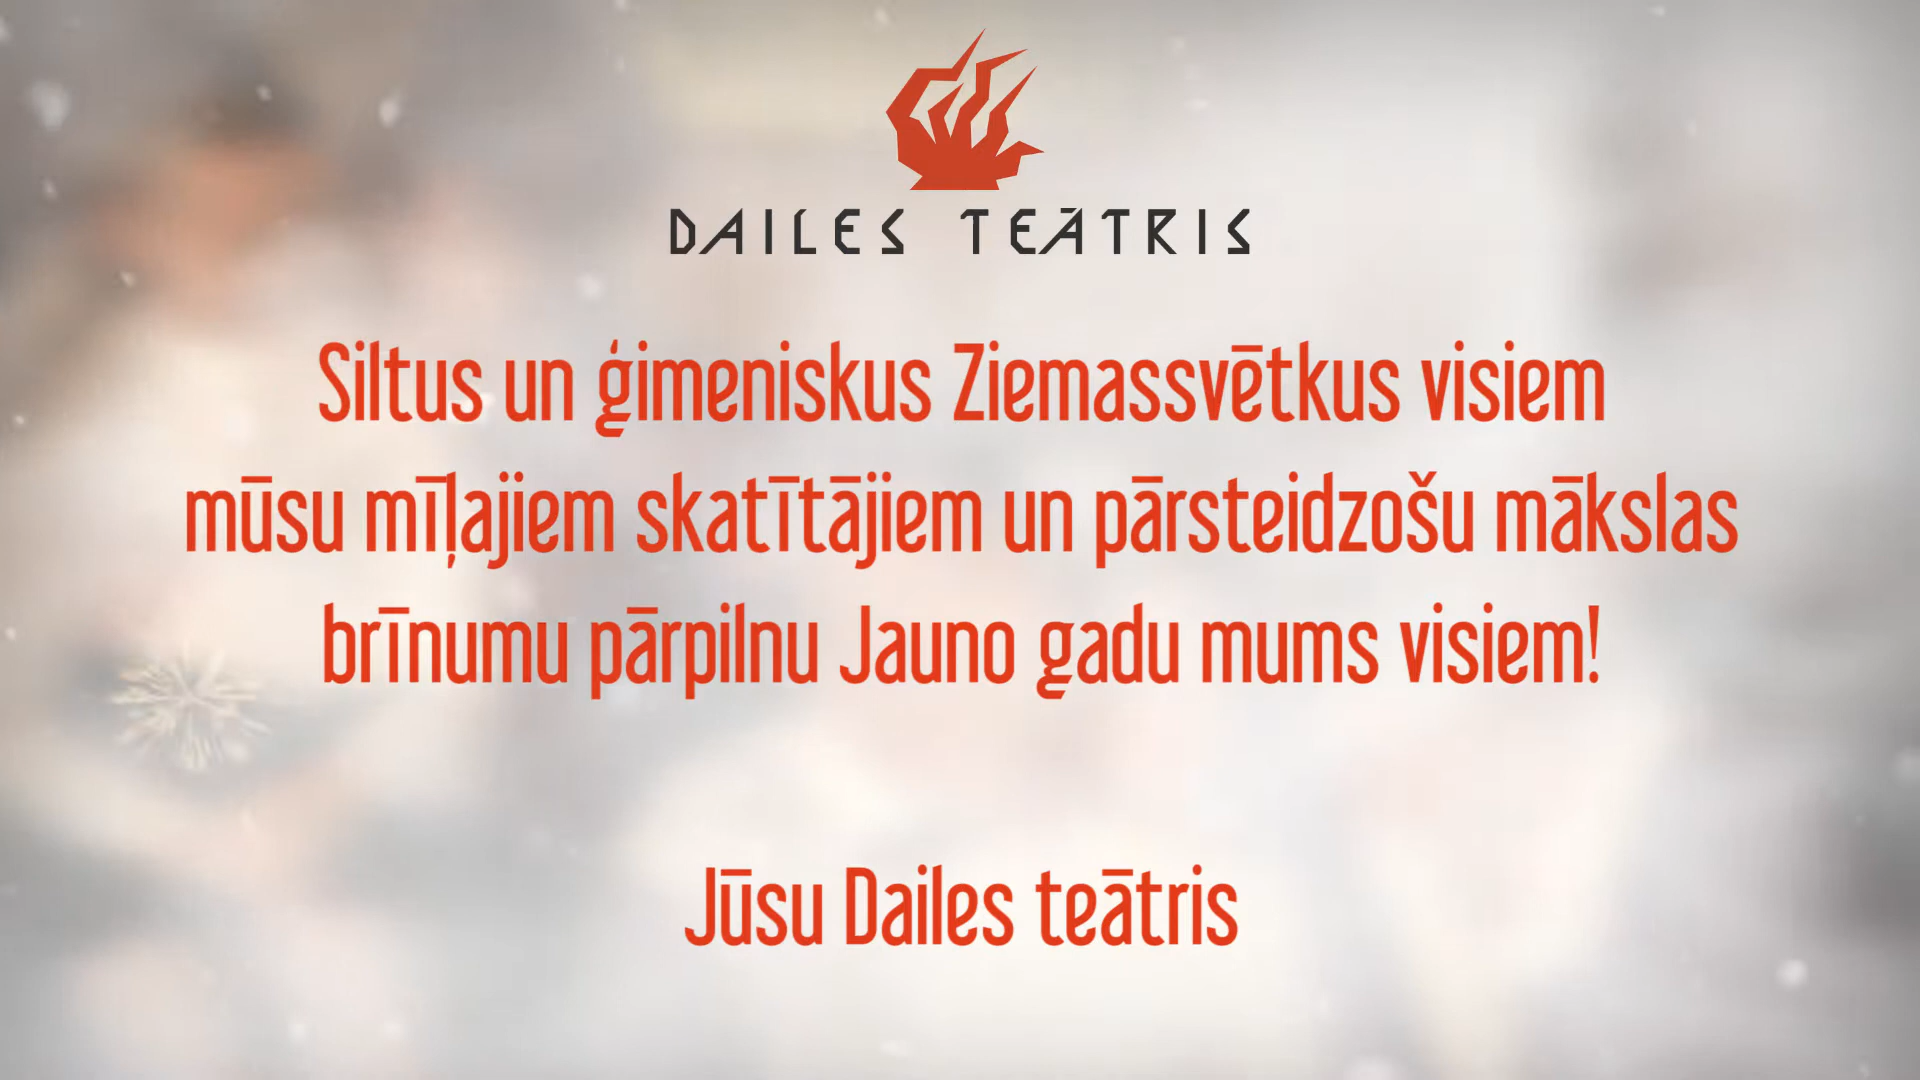 DAILES TEĀTRIS
Siltus un ģimeniskus Ziemassvētkus visiem
mūsu mīļajiem skatītājiem un pārsteidzošu mākslas
brīnumu pārpilnu Jauno gadu mums visiem!
Jūsu Dailes teātris